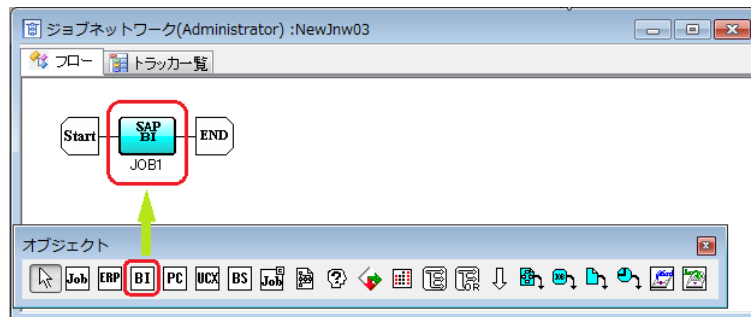 ジョブネットワーク(Administrator) :NewJnw03
フロー トラッカ一覧
Start SAP BI END
JOB1
オブジェクト
Job ERP BI PC UCX BS Job OR